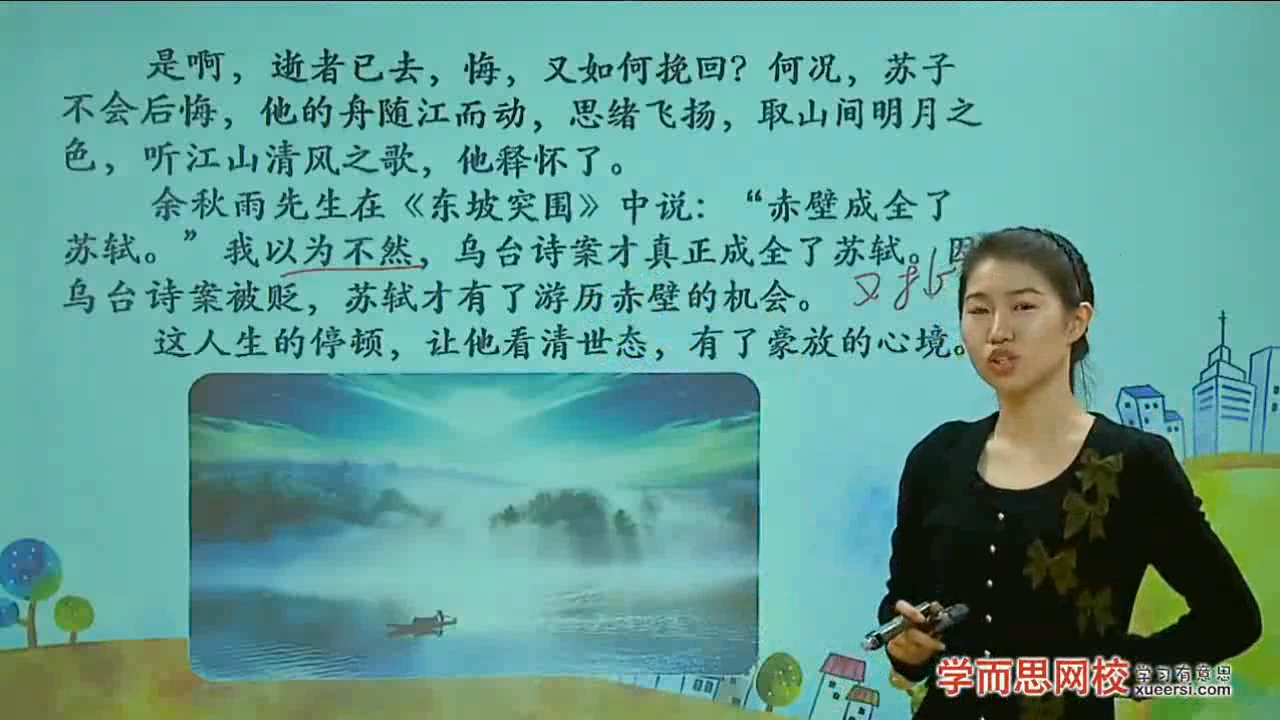 是啊，逝者已去，悔，又如何挽回？何况，苏子
不会后悔，他的舟随江而动，思绪飞扬，取山间明月之
色，听江山清风之歌，他释怀了。
余秋雨先生在《东坡突围》中说：“赤壁成全了
苏轼。” 我以为不然，乌台诗案才真正成全了苏轼。因
乌台诗案被贬，苏轼才有了游历赤壁的机会。
这人生的停顿，让他看清世态，有了豪放的心境。
学而思网校 学习有意思
xueersi.com